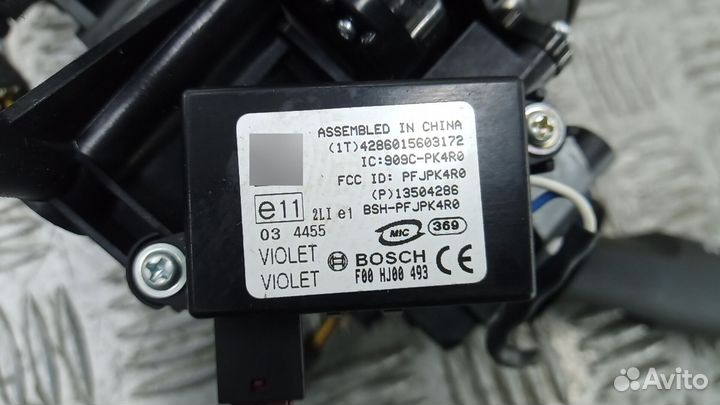 ASSEMBLED IN CHINA
(1T)4286015603172
IC:909C-PK4R0
FCC ID: PFJPK4R0
(P)13504286
e11 2LI e1 BSH-PFJPK4R0
03 4455
MIC 369
VIOLET
VIOLET
BOSCH
F00 HJ00 493
CE
Avito